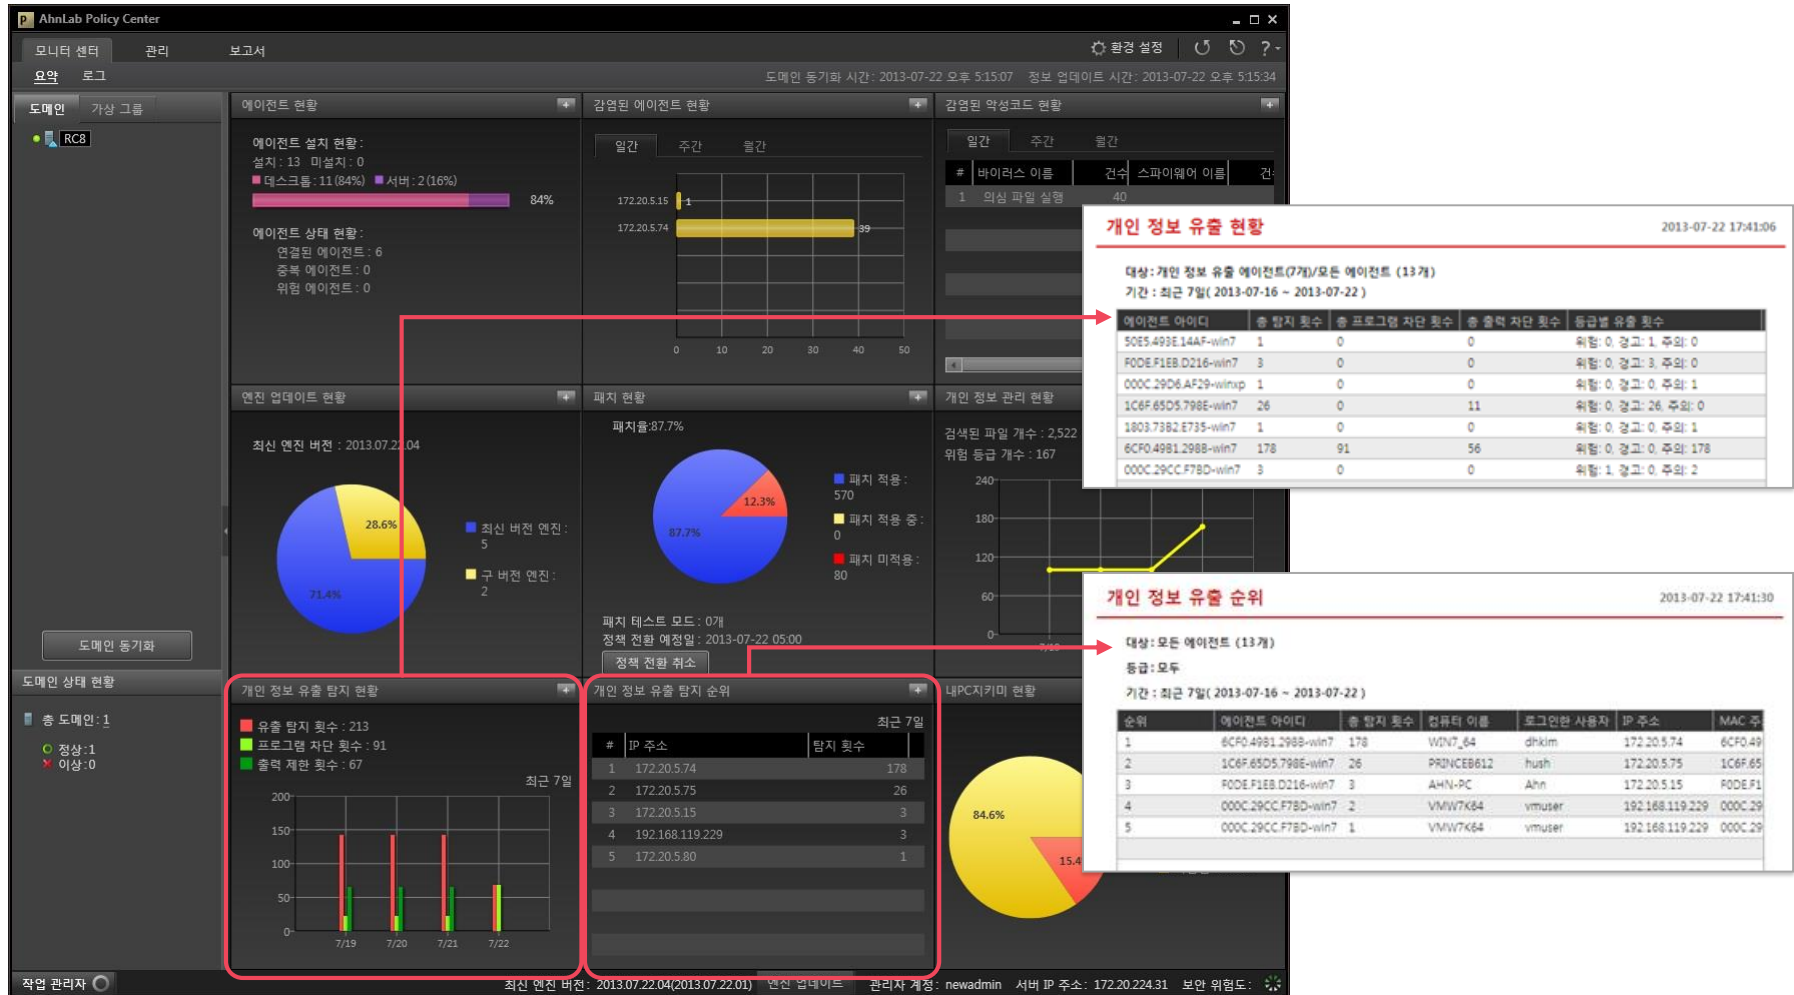 AhnLab Policy Center
모니터 센터 관리 보고서 환경 설정
요약 로그 도메인 동기화 시간: 2013-07-22 오후 5:15:07 정보 업데이트 시간: 2013-07-22 오후 5:15:34
도메인 가상 그룹
RC8
도메인 동기화
도메인 상태 현황
총 도메인: 1
정상:1
이상:0
에이전트 현황
에이전트 설치 현황:
설치: 13 미설치: 0
데스크톱: 11(84%) 서버: 2(16%)
84%
에이전트 상태 현황:
연결된 에이전트: 6
중복 에이전트: 0
위험 에이전트: 0
감염된 에이전트 현황
일간 주간 월간
172.20.5.15 1
172.20.5.74 39
0 10 20 30 40 50
감염된 악성코드 현황
일간 주간 월간
# 바이러스 이름 건수 스파이웨어 이름
1 의심 파일 실행 40
엔진 업데이트 현황
최신 엔진 버전 : 2013.07.22.04
28.6%
71.4%
최신 버전 엔진:
5
구 버전 엔진:
2
패치 현황
패치율:87.7%
12.3%
87.7%
패치 적용:
570
패치 적용 중:
0
패치 미적용:
80
패치 테스트 모드: 0개
정책 전환 예정일: 2013-07-22 05:00
정책 전환 취소
개인 정보 관리 현황
검색된 파일 개수 : 2,522
위험 등급 개수 : 167
240
180
120
60
0
개인 정보 유출 탐지 현황
유출 탐지 횟수 : 213
프로그램 차단 횟수 : 91
출력 제한 횟수 : 67
최근 7일
200
150
100
50
0
7/19 7/20 7/21 7/22
개인 정보 유출 탐지 순위
최근 7일
# IP 주소 탐지 횟수
1 172.20.5.74 178
2 172.20.5.75 26
3 172.20.5.15 3
4 192.168.119.229 3
5 172.20.5.80 1
내PC지키미 현황
84.6%
15.4
개인 정보 유출 현황 2013-07-22 17:41:06
대상: 개인 정보 유출 에이전트(7개)/모든 에이전트 (13개)
기간 : 최근 7일( 2013-07-16 ~ 2013-07-22 )
에이전트 아이디 총 탐지 횟수 총 프로그램 차단 횟수 총 출력 차단 횟수 등급별 유출 횟수
50E5.493E.14AF-win7 1 0 0 위험: 0, 경고: 1, 주의: 0
F0DE.F1EB.D216-win7 3 0 0 위험: 0, 경고: 3, 주의: 0
000C.29D6.AF29-winxp 1 0 0 위험: 0, 경고: 0, 주의: 1
1C6F.65D5.798E-win7 26 0 11 위험: 0, 경고: 26, 주의: 0
1803.73B2.E735-win7 1 0 0 위험: 0, 경고: 0, 주의: 1
6CF0.49B1.298B-win7 178 91 56 위험: 0, 경고: 0, 주의: 178
000C.29CC.F7BD-win7 3 0 0 위험: 1, 경고: 0, 주의: 2
개인 정보 유출 순위 2013-07-22 17:41:30
대상: 모든 에이전트 (13개)
등급: 모두
기간 : 최근 7일( 2013-07-16 ~ 2013-07-22 )
순위 에이전트 아이디 총 탐지 횟수 컴퓨터 이름 로그인한 사용자 IP 주소 MAC 주
1 6CF0.49B1.298B-win7 178 WIN7_64 dhkim 172.20.5.74 6CF0.49
2 1C6F.65D5.798E-win7 26 PRINCEB612 hush 172.20.5.75 1C6F.65
3 F0DE.F1EB.D216-win7 3 AHN-PC Ahn 172.20.5.15 F0DE.F1
4 000C.29CC.F7BD-win7 2 VMW7K64 vmuser 192.168.119.229 000C.29
5 000C.29CC.F7BD-win7 1 VMW7K64 vmuser 192.168.119.229 000C.29
작업 관리자 최신 엔진 버전: 2013.07.22.04(2013.07.22.01) 엔진 업데이트 관리자 계정: newadmin 서버 IP 주소: 172.20.224.31 보안 위험도: